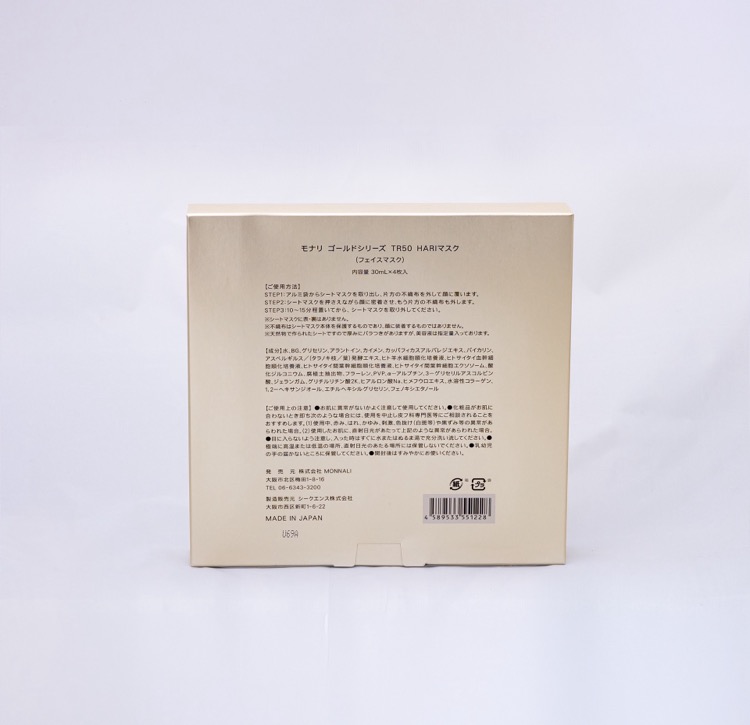 モナリ ゴールドシリーズ TR50 HARIマスク
(フェイスマスク)
内容量 30mL×4枚入
【ご使用方法】
STEP1:アルミ袋からシートマスクを取り出し、片方の不織布を外して顔に覆います。
STEP2:シートマスクを押さえながら顔に密着させ、もう片方の不織布も外します。
STEP3:10〜15分程置いてから、シートマスクを取り外してください。
※シートマスクに表・裏はありません。
※不織布はシートマスク本体を保護するものであり、顔に装着するものではありません。
※天然物で作られたシートですので厚みにバラつきがありますが、美容液は指定量入っております。
【成分】水、BG、グリセリン、アラントイン、カイメン、カッパフィカスアルバレジエキス、バイカリン、
アスペルギルス/(タラノキ枝/葉)発酵エキス、ヒト羊水細胞順化培養液、ヒトサイタイ血幹細
胞順化培養液、ヒトサイタイ間葉幹細胞順化培養液、ヒトサイタイ間葉幹細胞エクソソーム、酸
化ジルコニウム、腐植土抽出物、フラーレン、PVP、α-アルブチン、3-グリセリルアスコルビン
酸、ジェランガム、グリチルリチン酸2K、ヒアルロン酸Na、ヒメフウロエキス、水溶性コラーゲン、
1,2-ヘキサンジオール、エチルヘキシルグリセリン、フェノキシエタノール
【ご使用上の注意】●お肌に異常がないかよく注意して使用してください。●化粧品がお肌に
合わないとき即ち次のような場合には、使用を中止し皮フ科専門医等にご相談されることを
おすすめします。(1)使用中、赤み、はれ、かゆみ、刺激、色抜け(白斑等)や黒ずみ等の異常があ
らわれた場合、(2)使用したお肌に、直射日光があたって上記のような異常があらわれた場合。
●目に入らないよう注意し、入った時はすぐに水またはぬるま湯で充分洗い流してください。●
極端に高温または低温の場所、直射日光のあたる場所には保管しないでください。●乳幼児
の手の届かないところに保管してください。●開封後はすみやかにお使いください。
発 売 元 株式会社 MONNALI
大阪市北区梅田1-8-16
TEL 06-6343-3200
製造販売元 シークエンス株式会社
大阪市西区新町1-6-22
MADE IN JAPAN
紙 プラ
4 589533 551228
U69A